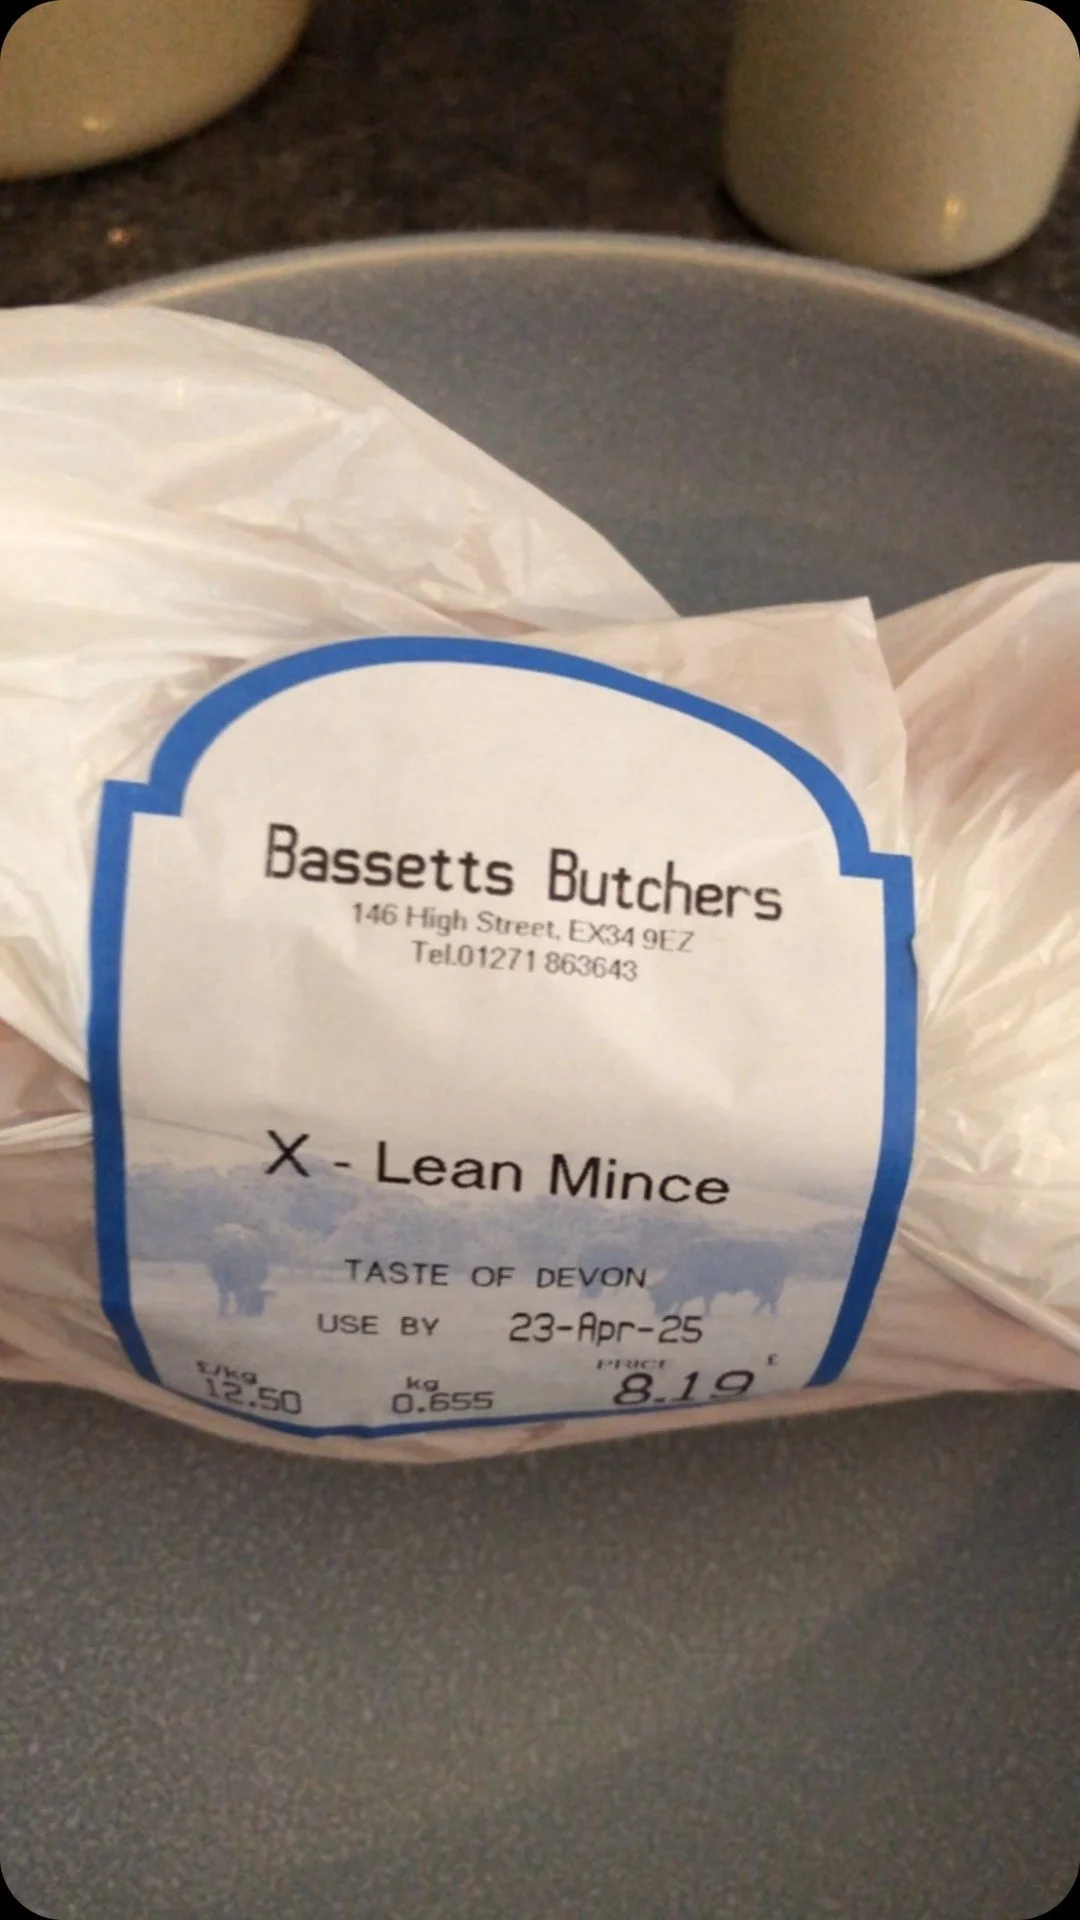 Bassetts Butchers
146 High Street, EX34 9EZ
Tel.01271 863643
X - Lean Mince
TASTE OF DEVON
USE BY 23-Apr-25
£/kg kg PRICE £
12.50 0.655 8.19